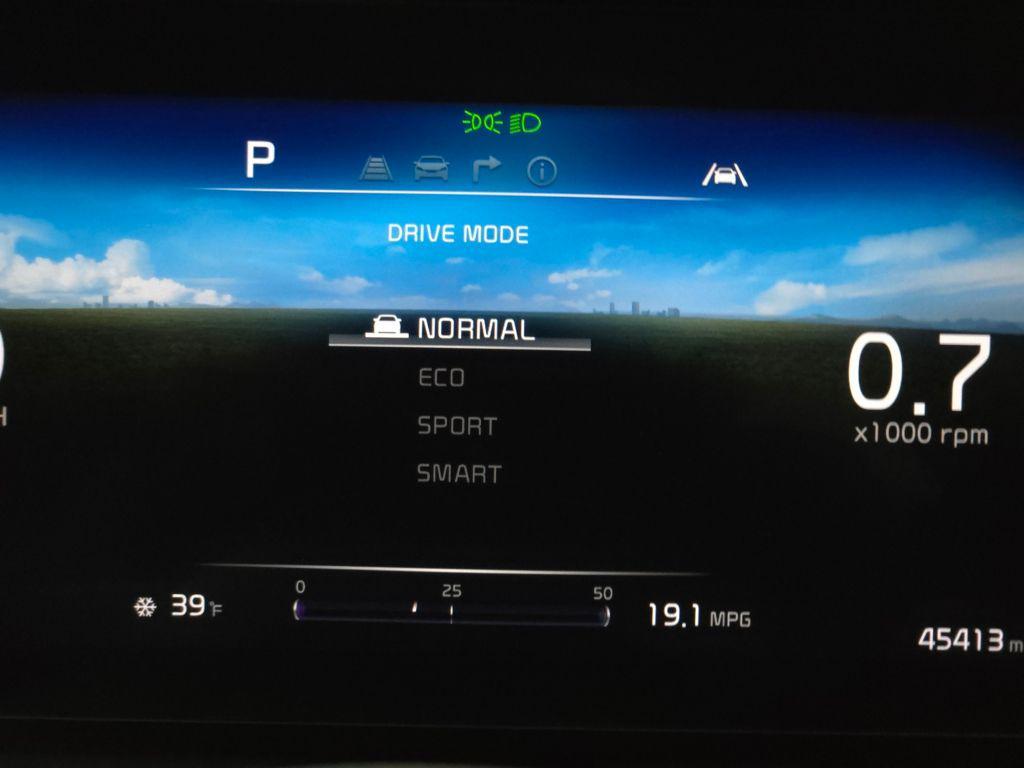 P
DRIVE MODE
NORMAL
ECO
SPORT
SMART
0.7
x1000 rpm
0 25 50
39°F
19.1 MPG
45413